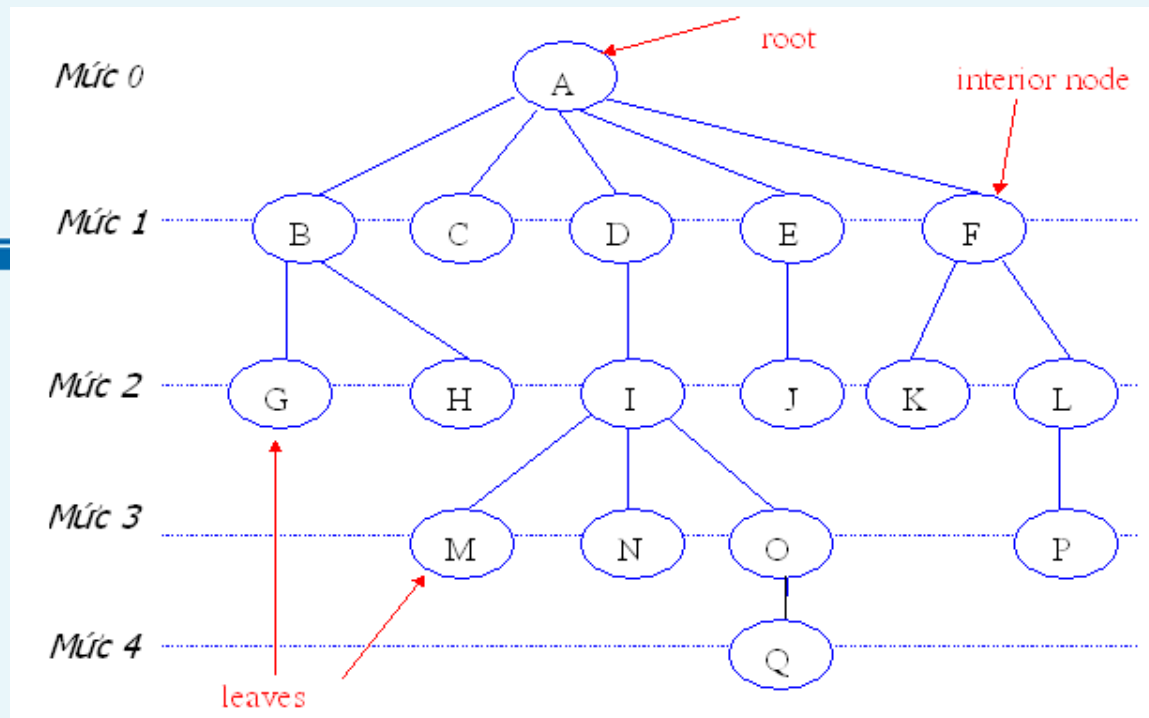 root
Mức 0
A
interior node
Mức 1
B C D E F
Mức 2
G H I J K L
Mức 3
M N O P
Mức 4
Q
leaves